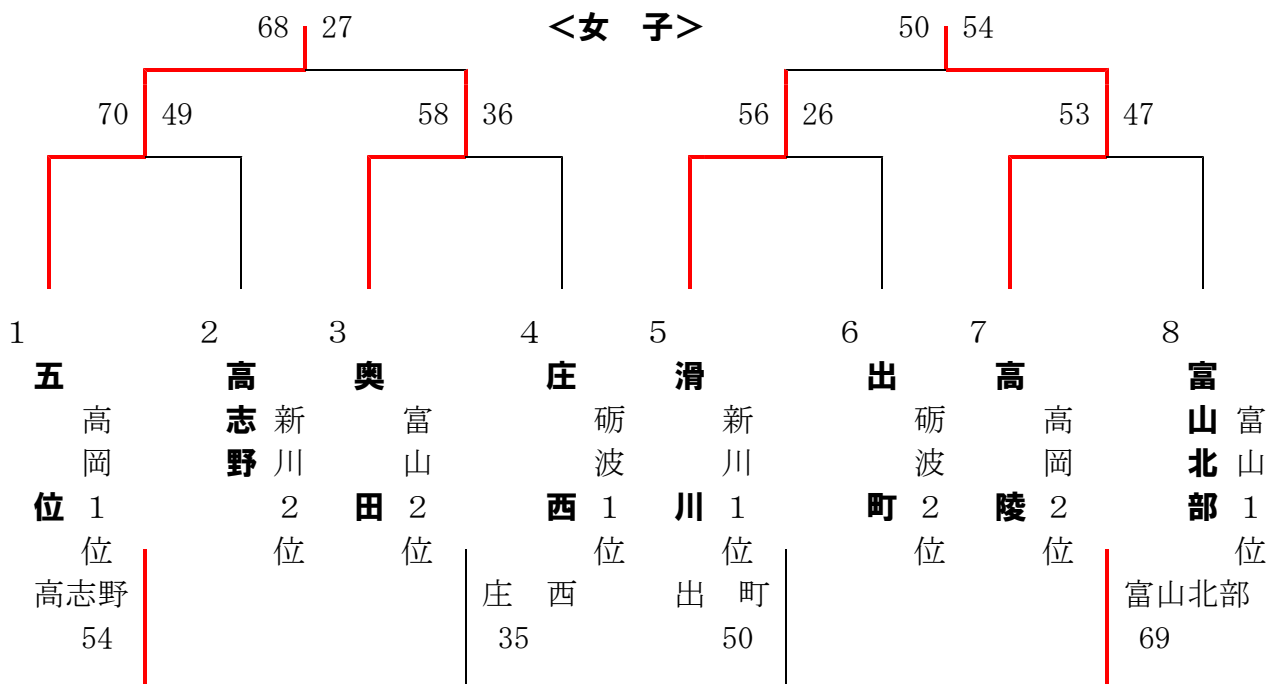 68 27 ＜女　子＞ 50 54
70 49 58 36 56 26 53 47
1 2 3 4 5 6 7 8
五位
高岡1位
高志野
新川2位
奥田
富山2位
庄西
砺波1位
滑川
新川1位
出町
砺波2位
高陵
高岡2位
富山北部
富山1位
高志野 庄　西 出　町 富山北部
54 35 50 69